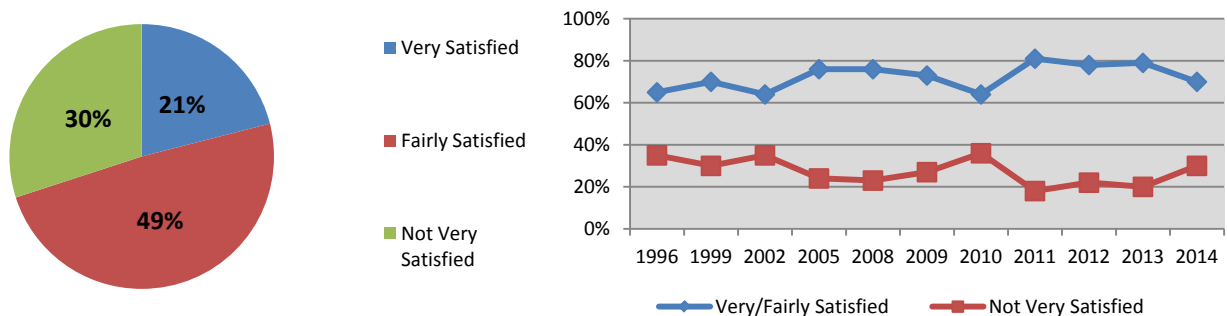 21%
49%
30%
Very Satisfied
Fairly Satisfied
Not Very
Satisfied
100%
80%
60%
40%
20%
0%
1996 1999 2002 2005 2008 2009 2010 2011 2012 2013 2014
Very/Fairly Satisfied Not Very Satisfied